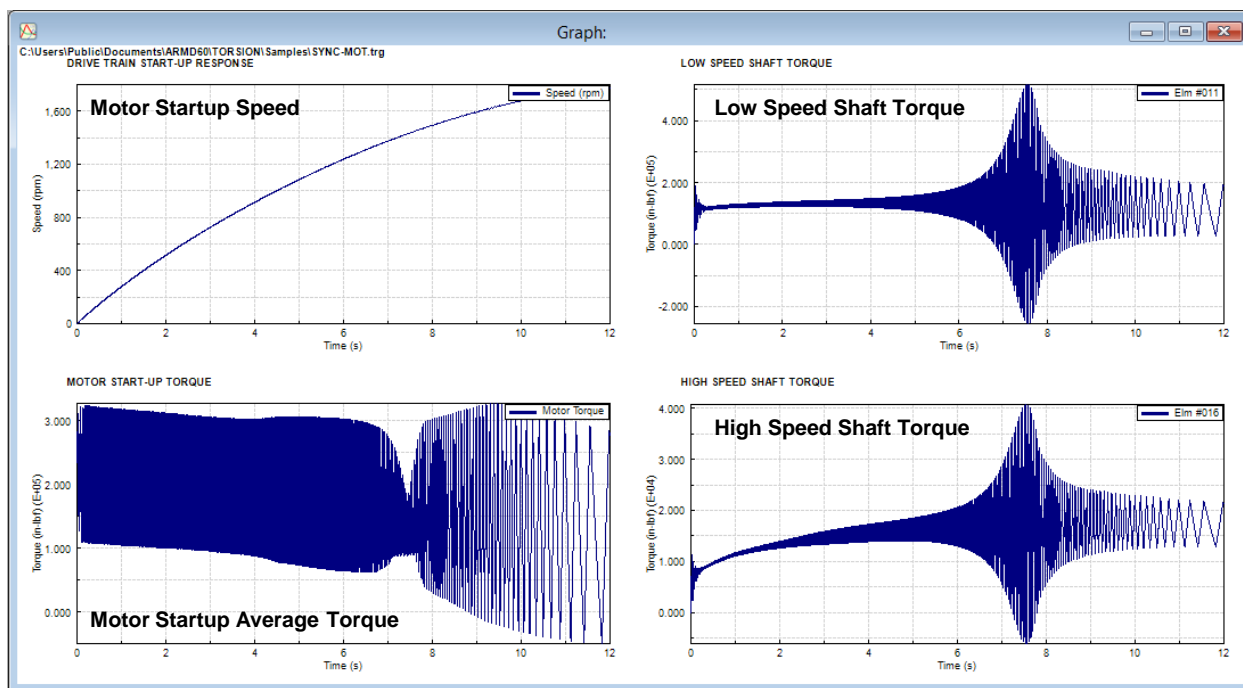 Graph:
C:\Users\Public\Documents\ARMD60\TORSION\Samples\SYNC-MOT.trg
DRIVE TRAIN START-UP RESPONSE
Speed (rpm)
Motor Startup Speed
1,600
1,200
800
400
0
Speed (rpm)
0 2 4 6 8 10 12
Time (s)
LOW SPEED SHAFT TORQUE
Elm #011
Low Speed Shaft Torque
4.000
2.000
0.000
-2.000
Torque (in-lbf) (E+05)
0 2 4 6 8 10 12
Time (s)
MOTOR START-UP TORQUE
Motor Torque
3.000
2.000
1.000
0.000
Torque (in-lbf) (E+05)
Motor Startup Average Torque
0 2 4 6 8 10 12
Time (s)
HIGH SPEED SHAFT TORQUE
Elm #016
High Speed Shaft Torque
4.000
3.000
2.000
1.000
0.000
Torque (in-lbf) (E+04)
0 2 4 6 8 10 12
Time (s)